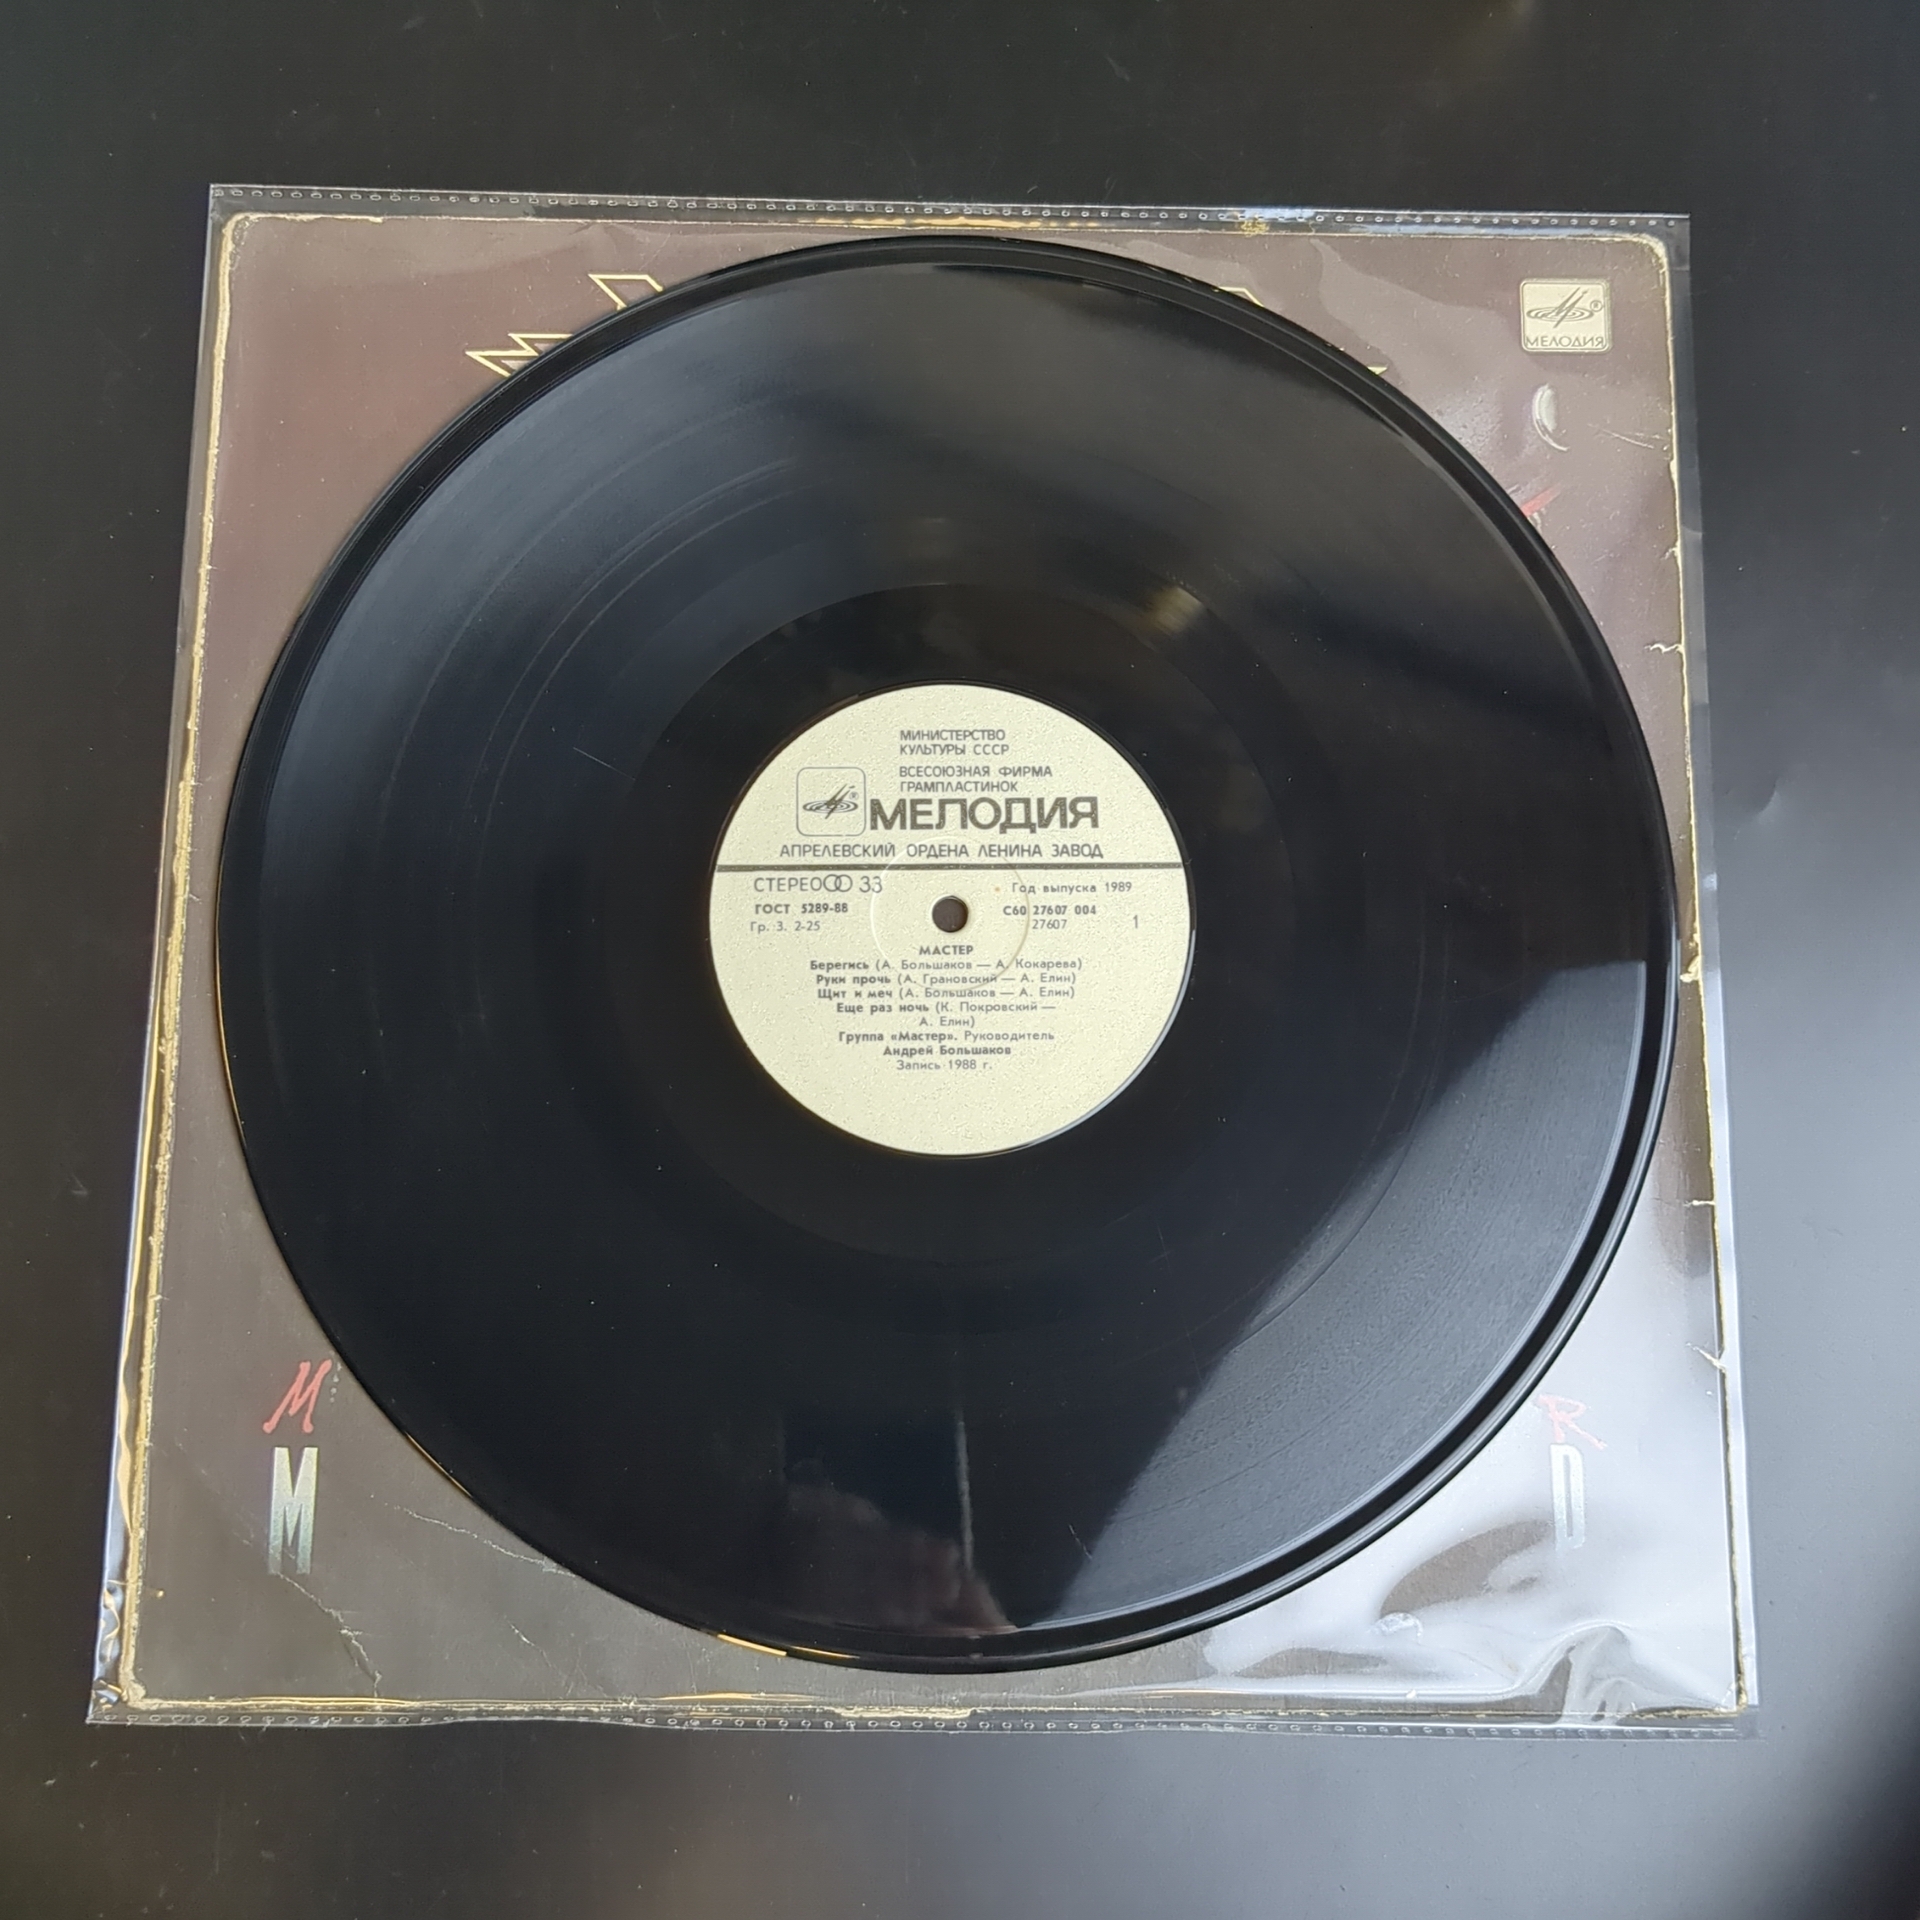 МЕЛОДИЯ
МИНИСТЕРСТВО
КУЛЬТУРЫ СССР
ВСЕСОЮЗНАЯ ФИРМА
ГРАМПЛАСТИНОК
МЕЛОДИЯ
АПРЕЛЕВСКИЙ ОРДЕНА ЛЕНИНА ЗАВОД
СТЕРЕО 33
Год выпуска 1989
ГОСТ 5289-88
С60 27607 004
Гр. 3. 2-25
27607
1
МАСТЕР
Берегись (А. Большаков — А. Кокарева)
Руки прочь (А. Грановский — А. Елин)
Щит и меч (А. Большаков — А. Елин)
Еще раз ночь (К. Покровский —
А. Елин)
Группа «Мастер». Руководитель
Андрей Большаков
Запись 1988 г.
M
R
М